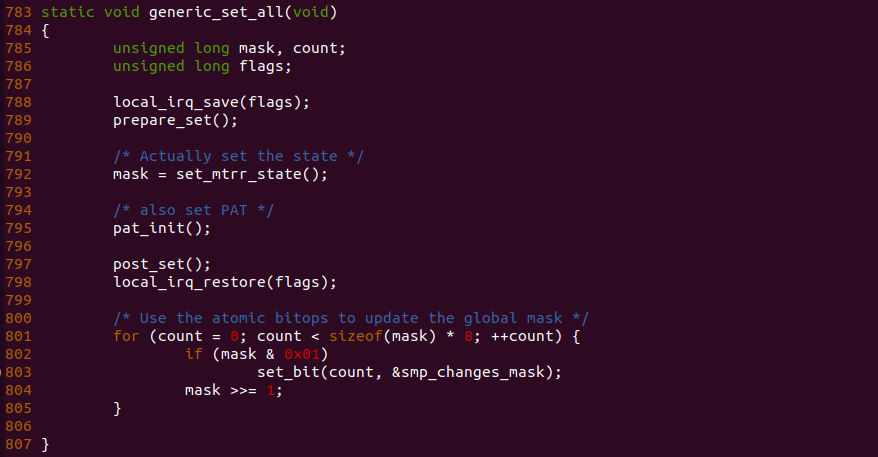 783 static void generic_set_all(void)
784 {
785         unsigned long mask, count;
786         unsigned long flags;
787
788         local_irq_save(flags);
789         prepare_set();
790
791         /* Actually set the state */
792         mask = set_mtrr_state();
793
794         /* also set PAT */
795         pat_init();
796
797         post_set();
798         local_irq_restore(flags);
799
800         /* Use the atomic bitops to update the global mask */
801         for (count = 0; count < sizeof(mask) * 8; ++count) {
802                 if (mask & 0x01)
803                         set_bit(count, &smp_changes_mask);
804                 mask >>= 1;
805         }
806
807 }